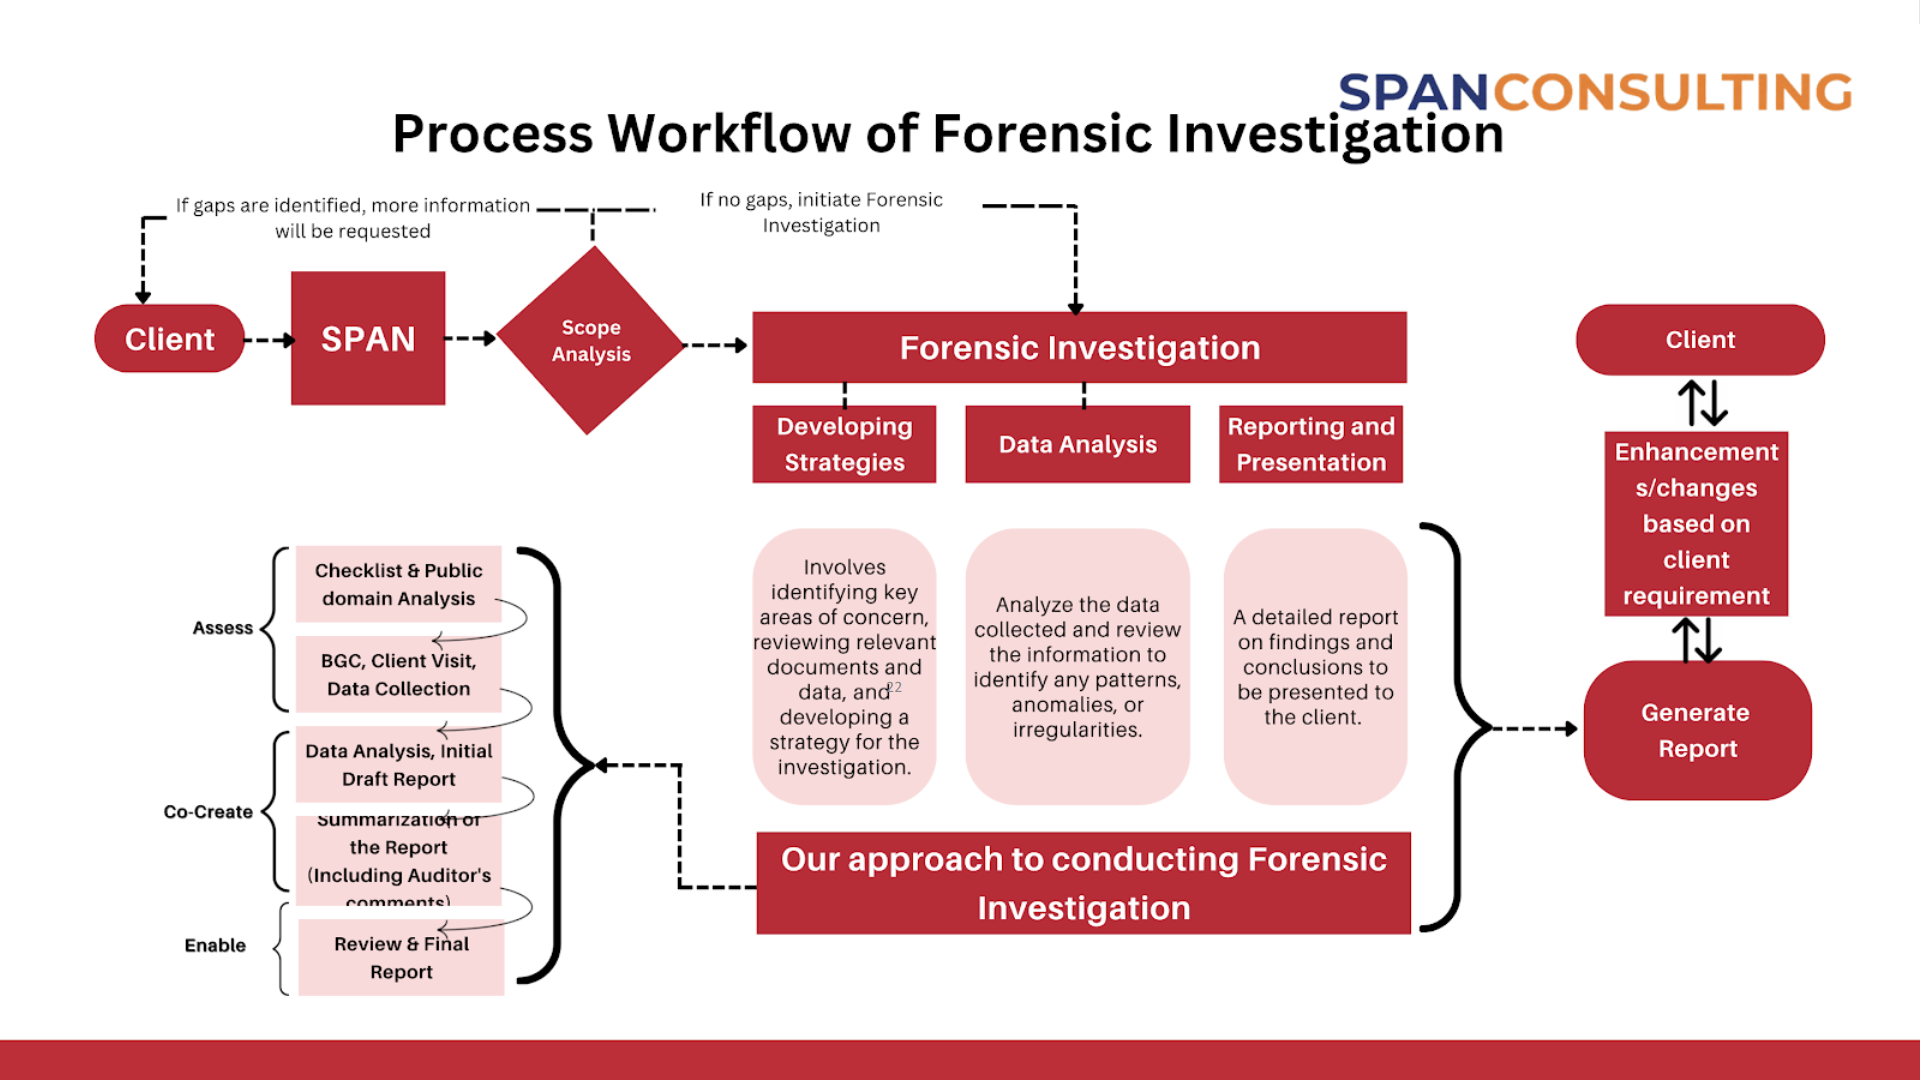 SPANCONSULTING
Process Workflow of Forensic Investigation
If gaps are identified, more information
will be requested
If no gaps, initiate Forensic
Investigation
Client
SPAN
Scope
Analysis
Forensic Investigation
Developing
Strategies
Data Analysis
Reporting and
Presentation
Involves
identifying key
areas of concern,
reviewing relevant
documents and
data, and
developing a
strategy for the
investigation.
22
Analyze the data
collected and review
the information to
identify any patterns,
anomalies, or
irregularities.
A detailed report
on findings and
conclusions to
be presented to
the client.
Our approach to conducting Forensic
Investigation
Assess
Checklist & Public
domain Analysis
BGC, Client Visit,
Data Collection
Co-Create
Data Analysis, Initial
Draft Report
Summarization of
the Report
(Including Auditor's
comments)
Enable
Review & Final
Report
Client
Enhancement
s/changes
based on
client
requirement
Generate
Report